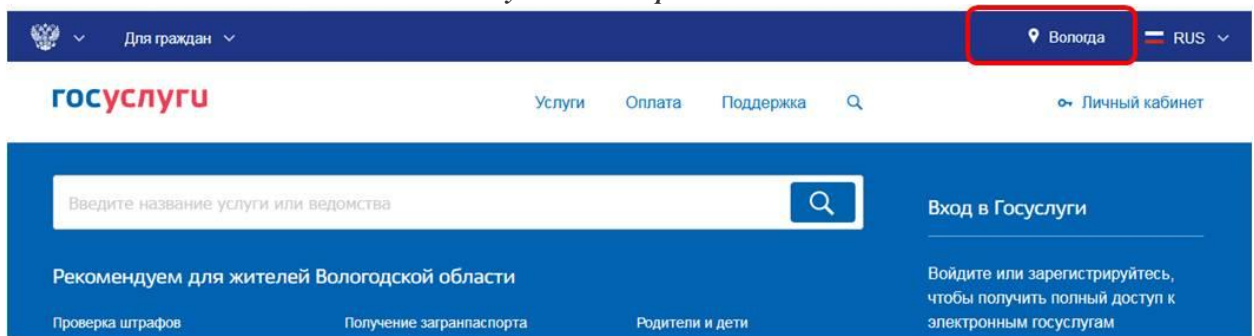 Для граждан
Вологда
RUS
госуслуги
Услуги Оплата Поддержка
Личный кабинет
Введите название услуги или ведомства
Рекомендуем для жителей Вологодской области
Проверка штрафов Получение загранпаспорта Родители и дети
Вход в Госуслуги
Войдите или зарегистрируйтесь,
чтобы получить полный доступ к
электронным госуслугам